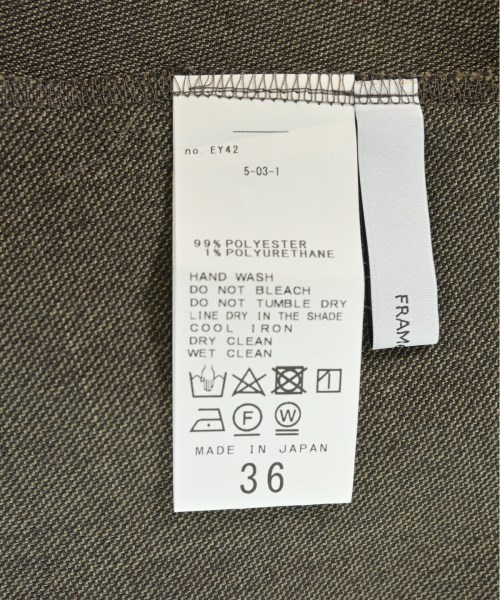 no. EY42
5-03-1
99% POLYESTER
1% POLYURETHANE
HAND WASH
DO NOT BLEACH
DO NOT TUMBLE DRY
LINE DRY IN THE SHADE
COOL IRON
DRY CLEAN
WET CLEAN
F W
MADE IN JAPAN
36
FRAM